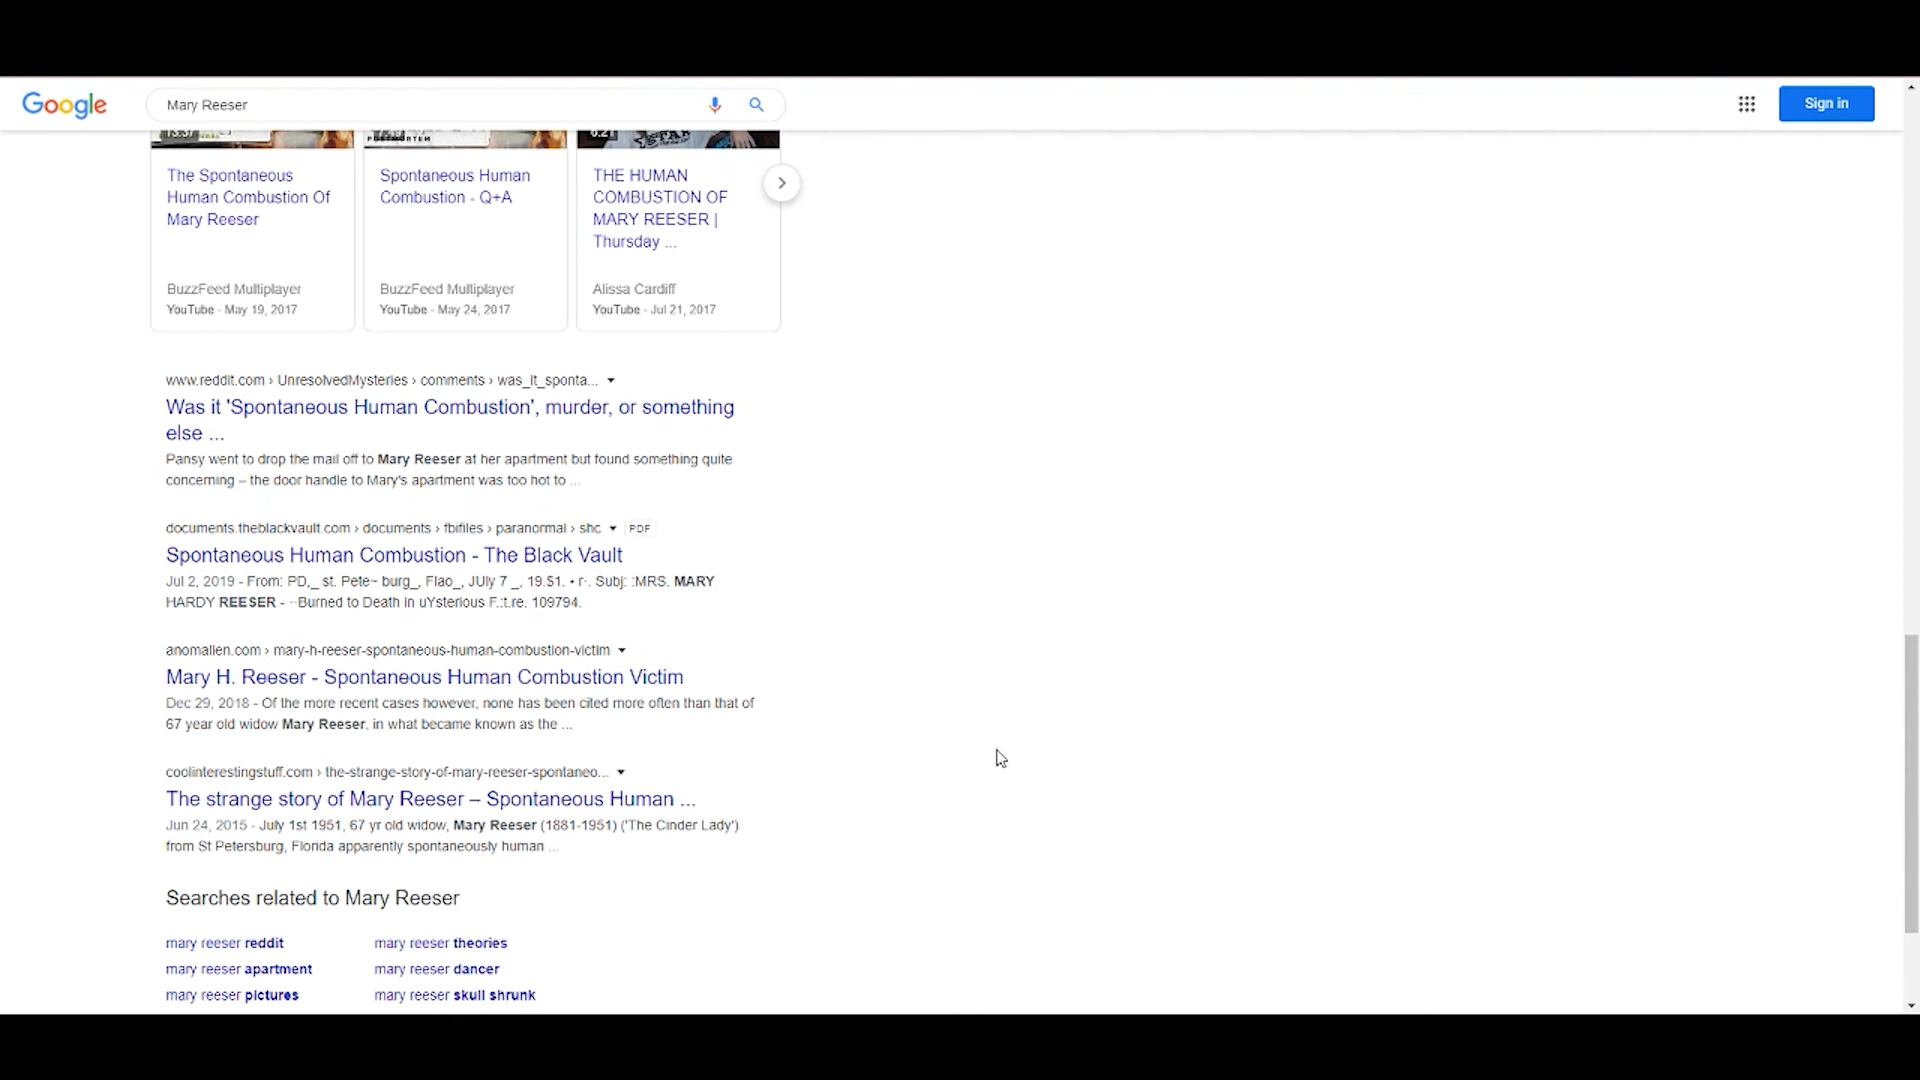 Google
Mary Reeser
Sign in
13:37
POSTMORTEM
6:21
The Spontaneous
Human Combustion Of
Mary Reeser
BuzzFeed Multiplayer
YouTube - May 19, 2017
Spontaneous Human
Combustion - Q+A
BuzzFeed Multiplayer
YouTube - May 24, 2017
THE HUMAN
COMBUSTION OF
MARY REESER |
Thursday ...
Alissa Cardiff
YouTube - Jul 21, 2017
www.reddit.com › UnresolvedMysteries › comments › was_it_sponta...
Was it 'Spontaneous Human Combustion', murder, or something
else ...
Pansy went to drop the mail off to Mary Reeser at her apartment but found something quite
concerning – the door handle to Mary's apartment was too hot to ...
documents.theblackvault.com › documents › fbifiles › paranormal › shc PDF
Spontaneous Human Combustion - The Black Vault
Jul 2, 2019 - From: PD,_ st. Pete~ burg_, Flao_, JUly 7 _, 19.51. • r·. Subj: :MRS. MARY
HARDY REESER - ··Burned to Death in uYsterious F.:t.re. 109794.
anomalien.com › mary-h-reeser-spontaneous-human-combustion-victim
Mary H. Reeser - Spontaneous Human Combustion Victim
Dec 29, 2018 - Of the more recent cases however, none has been cited more often than that of
67 year old widow Mary Reeser, in what became known as the ...
coolinterestingstuff.com › the-strange-story-of-mary-reeser-spontaneo...
The strange story of Mary Reeser – Spontaneous Human ...
Jun 24, 2015 - July 1st 1951, 67 yr old widow, Mary Reeser (1881-1951) ('The Cinder Lady')
from St Petersburg, Florida apparently spontaneously human ...
Searches related to Mary Reeser
mary reeser reddit
mary reeser theories
mary reeser apartment
mary reeser dancer
mary reeser pictures
mary reeser skull shrunk